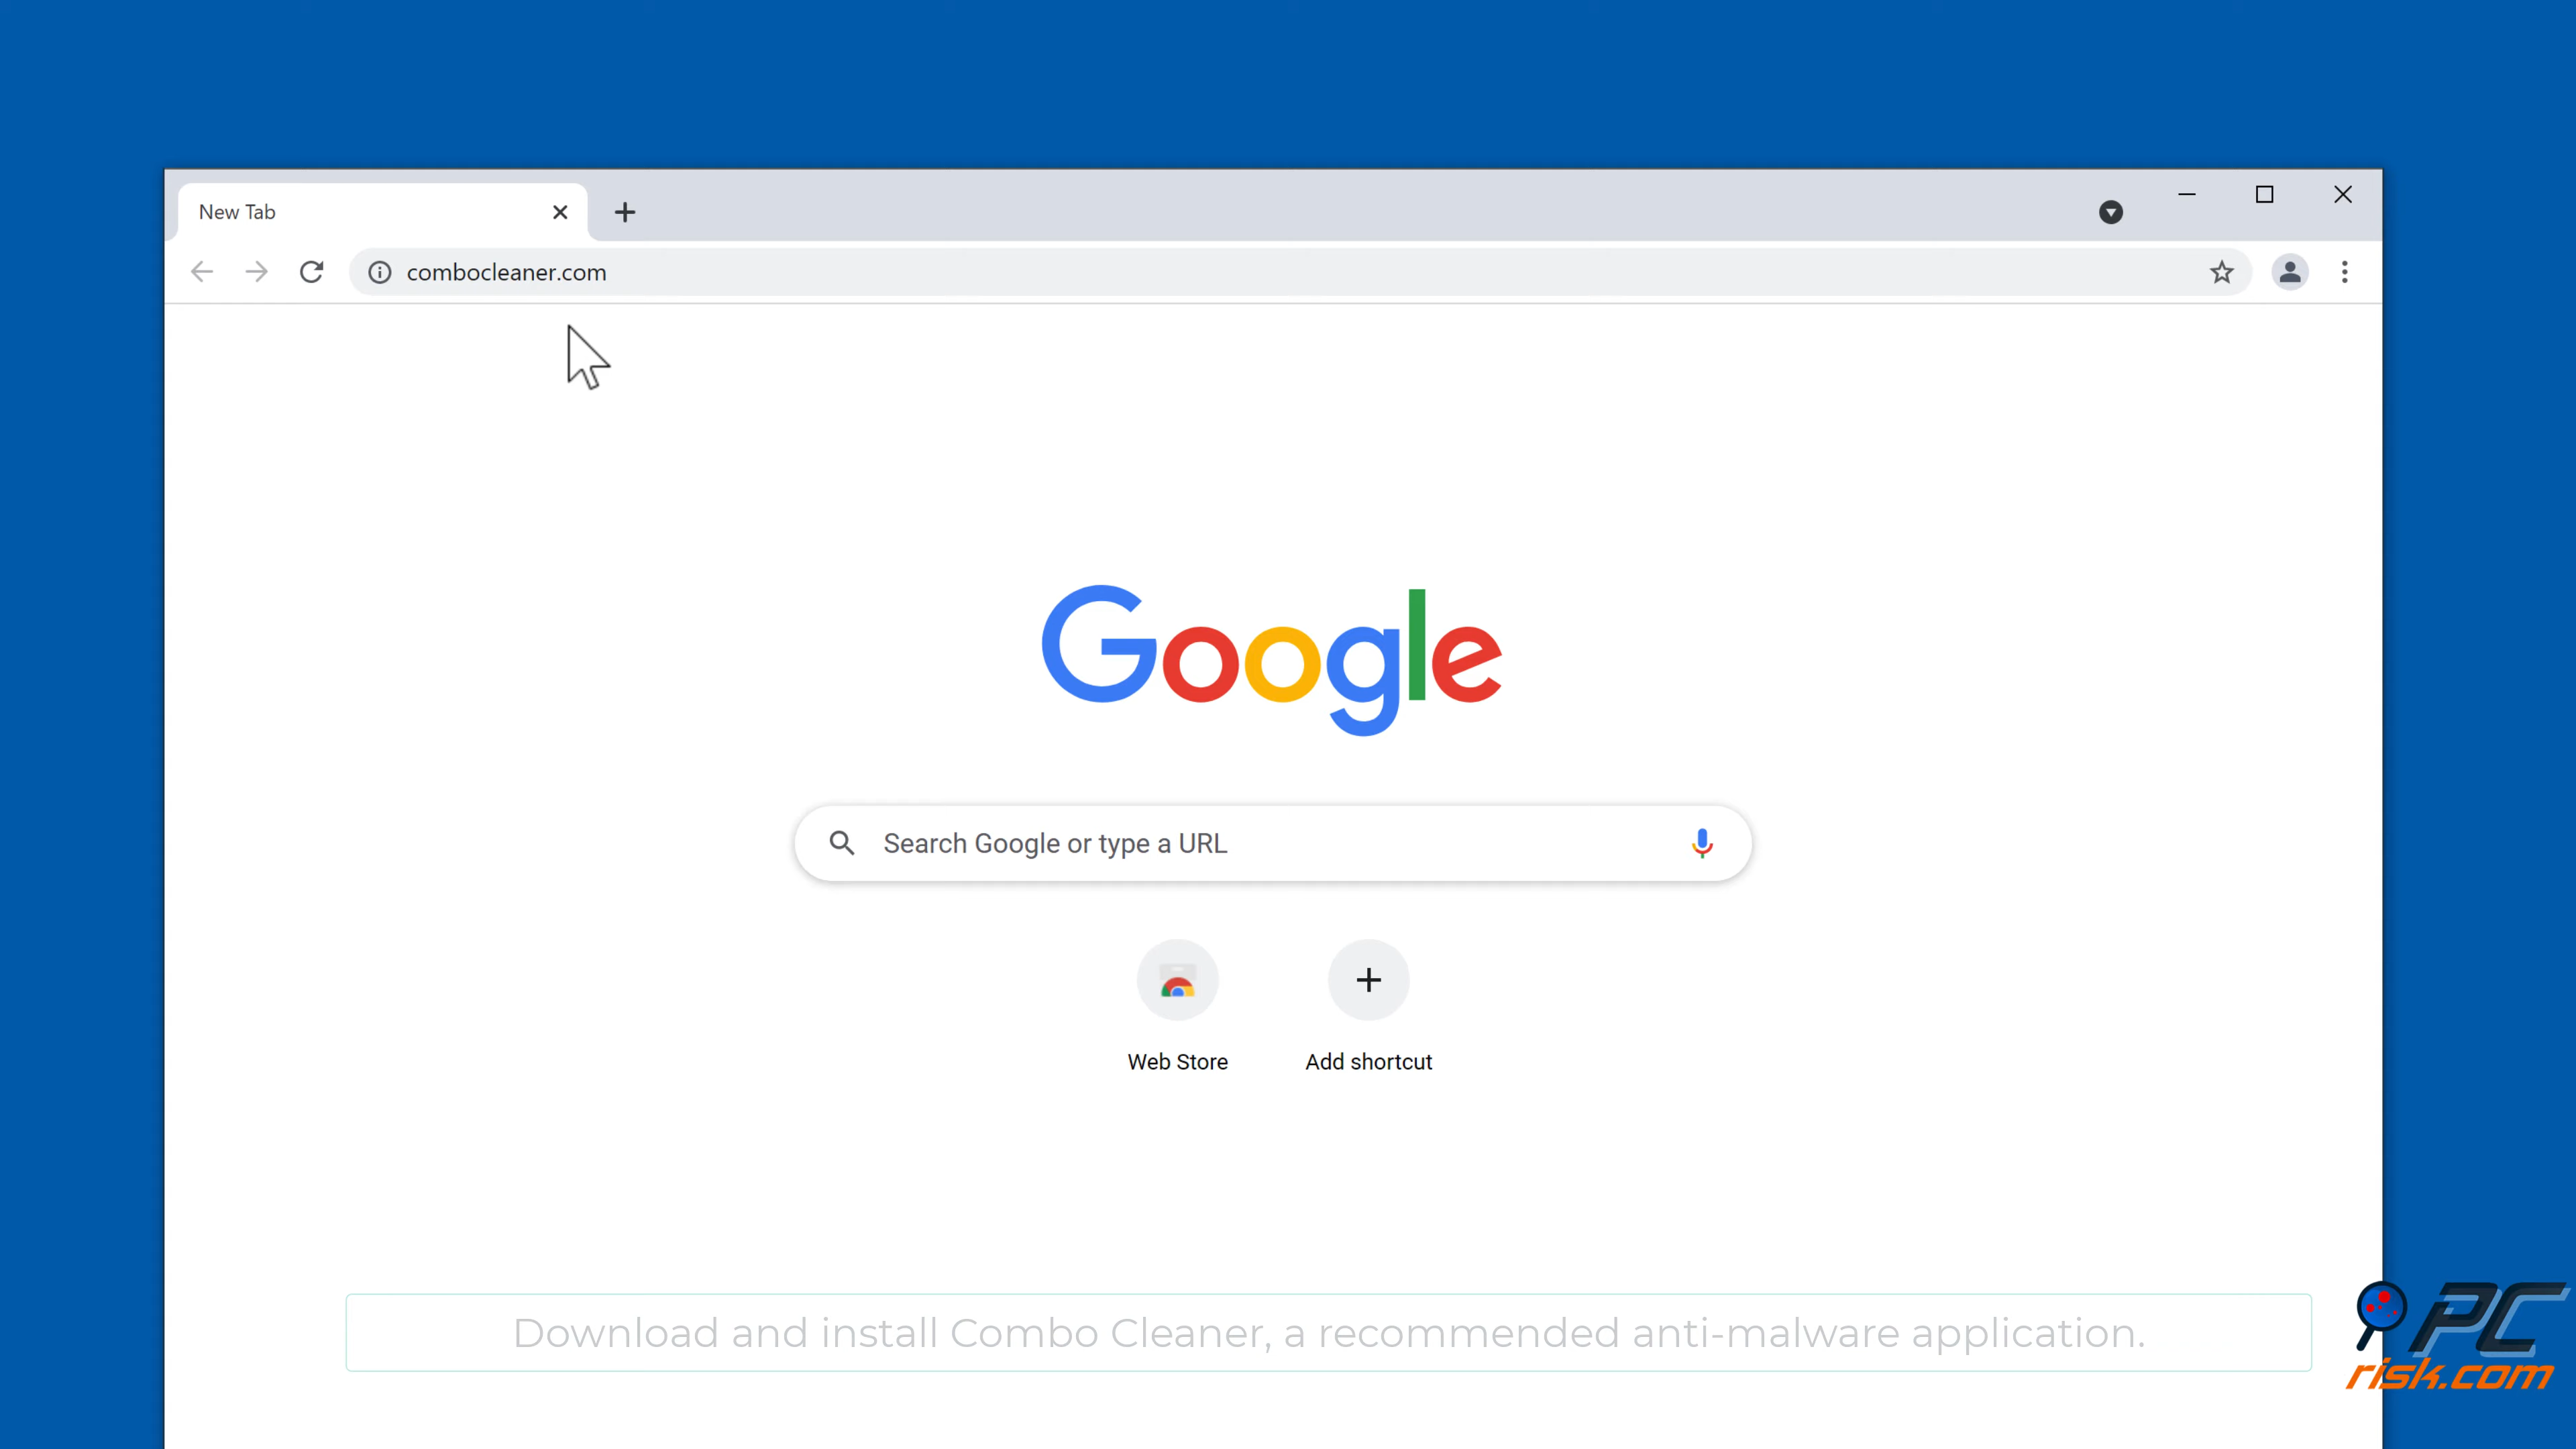 New Tab
combocleaner.com
Google
Search Google or type a URL
Web Store
Add shortcut
Download and install Combo Cleaner, a recommended anti-malware application.
PC
risk.com